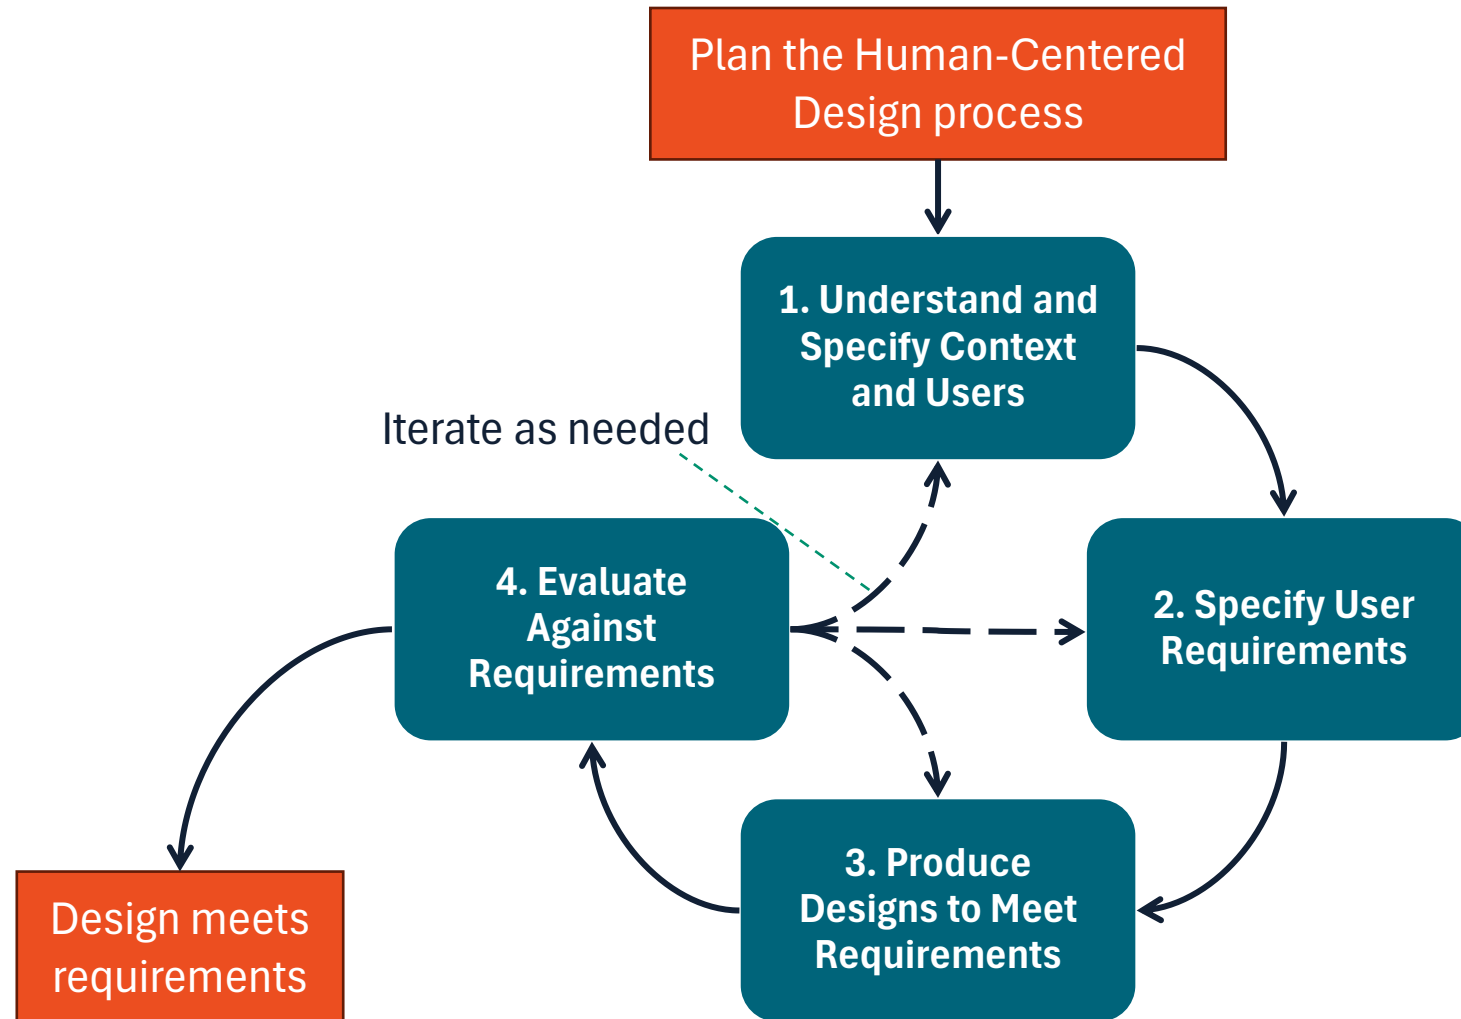 Plan the Human-Centered
Design process
1. Understand and
Specify Context
and Users
Iterate as needed
4. Evaluate
Against
Requirements
2. Specify User
Requirements
3. Produce
Designs to Meet
Requirements
Design meets
requirements